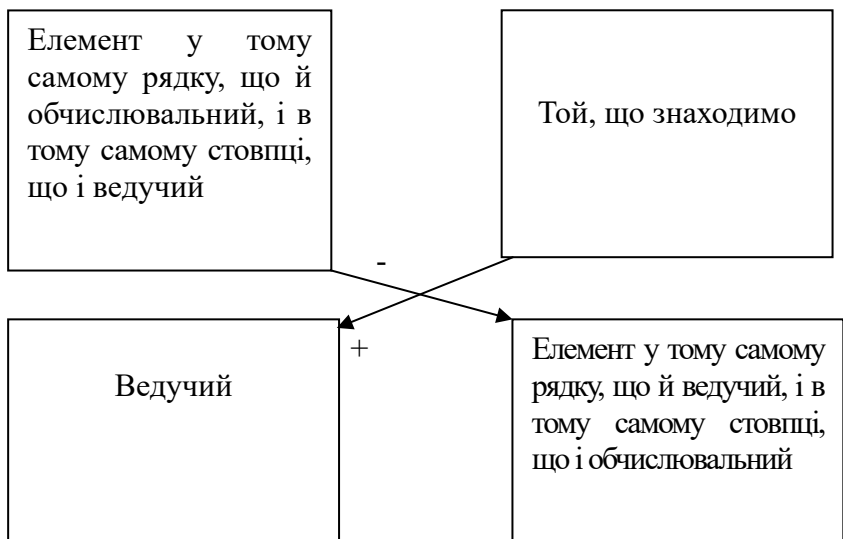 Елемент у тому
самому рядку, що й
обчислювальний, і в
тому самому стовпці,
що і ведучий
Той, що знаходимо
-
+
Ведучий
Елемент у тому самому
рядку, що й ведучий, і в
тому самому стовпці,
що і обчислювальний